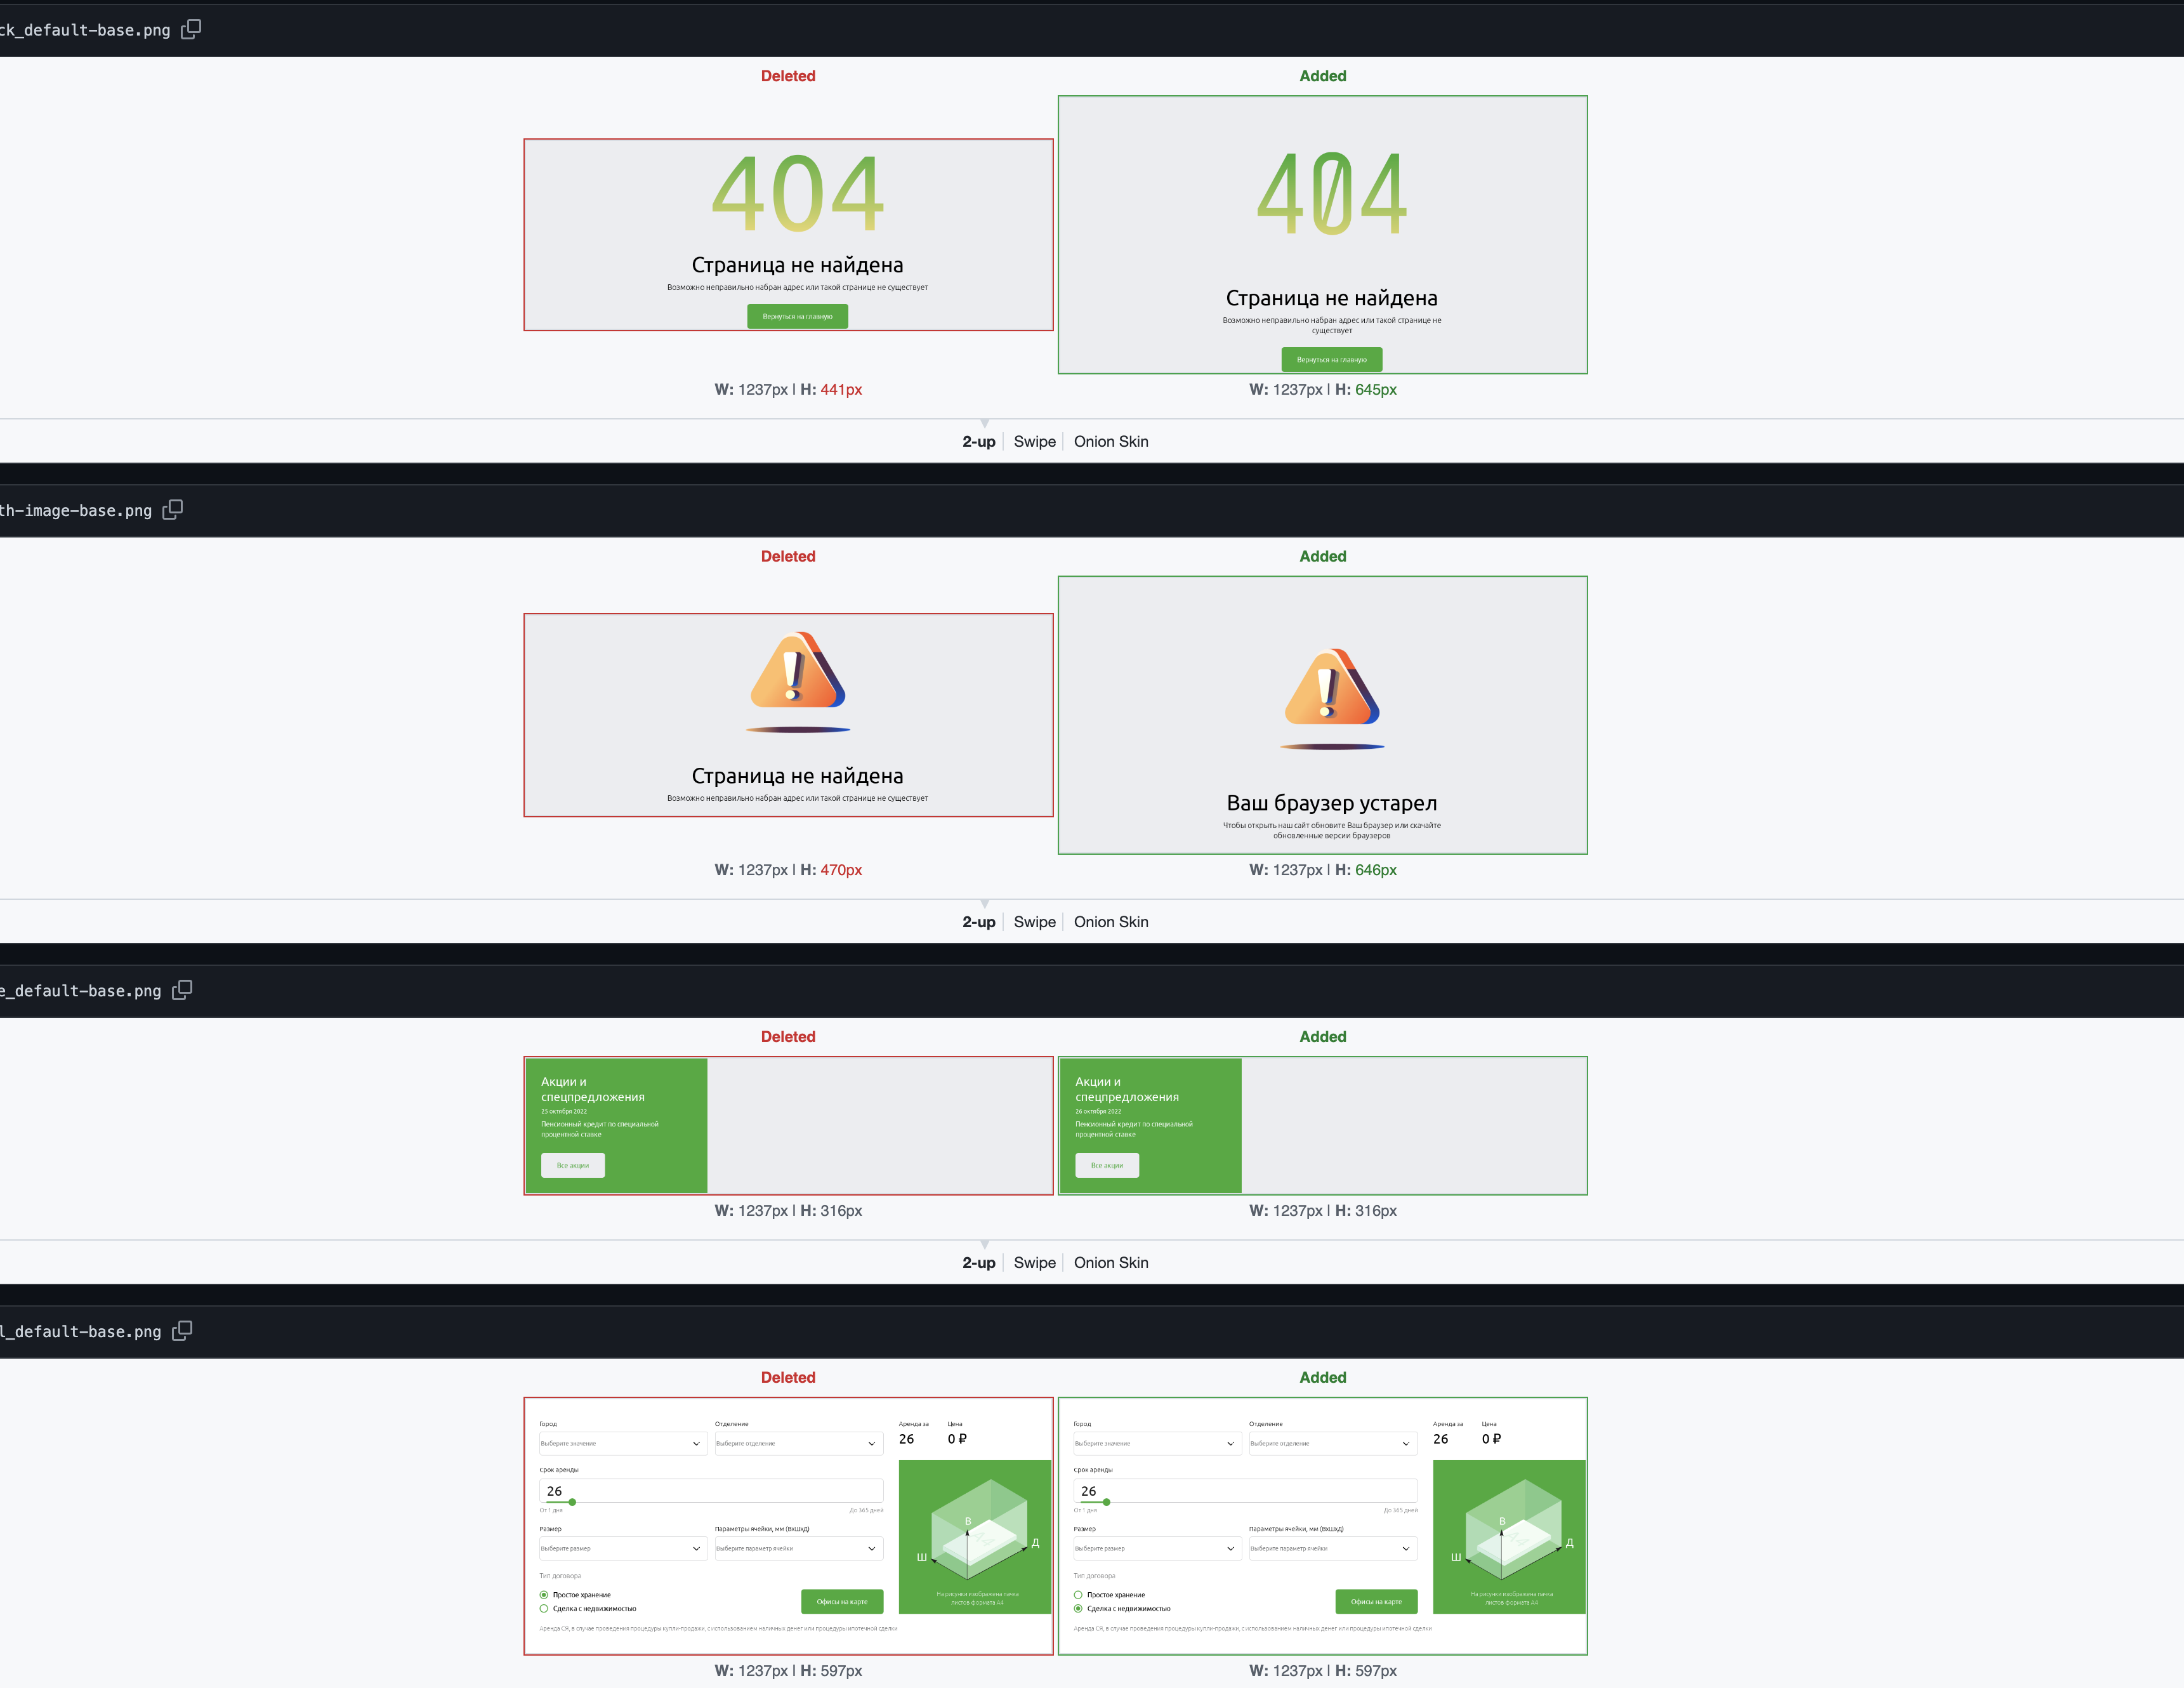 ck_default-base.png
Deleted
Added
404
Страница не найдена
Возможно неправильно набран адрес или такой странице не существует
Вернуться на главную
404
Страница не найдена
Возможно неправильно набран адрес или такой странице не
существует
Вернуться на главную
W: 1237px | H: 441px
W: 1237px | H: 645px
2-up
Swipe
Onion Skin
th-image-base.png
Deleted
Added
Страница не найдена
Возможно неправильно набран адрес или такой странице не существует
Ваш браузер устарел
Чтобы открыть наш сайт обновите Ваш браузер или скачайте
обновленные версии браузеров
W: 1237px | H: 470px
W: 1237px | H: 646px
2-up
Swipe
Onion Skin
e_default-base.png
Deleted
Added
Акции и
спецпредложения
25 октября 2022
Пенсионный кредит по специальной
процентной ставке
Все акции
Акции и
спецпредложения
26 октября 2022
Пенсионный кредит по специальной
процентной ставке
Все акции
W: 1237px | H: 316px
W: 1237px | H: 316px
2-up
Swipe
Onion Skin
l_default-base.png
Deleted
Added
Город
Отделение
Аренда за
Цена
Выберите значение
Выберите отделение
26
0 ₽
Срок аренды
26
От 1 дня
До 365 дней
Размер
Параметры ячейки, мм (ВхШхД)
Выберите размер
Выберите параметр ячейки
В
Ш
Д
Тип договора
Простое хранение
Сделка с недвижимостью
Офисы на карте
На рисунки изображена пачка
листов формата А4
Аренда СЯ, в случае проведения процедуры купли-продажи, с использованием наличных денег или процедуры ипотечной сделки
Город
Отделение
Аренда за
Цена
Выберите значение
Выберите отделение
26
0 ₽
Срок аренды
26
От 1 дня
До 365 дней
Размер
Параметры ячейки, мм (ВхШхД)
Выберите размер
Выберите параметр ячейки
В
Ш
Д
Тип договора
Простое хранение
Сделка с недвижимостью
Офисы на карте
На рисунки изображена пачка
листов формата А4
Аренда СЯ, в случае проведения процедуры купли-продажи, с использованием наличных денег или процедуры ипотечной сделки
W: 1237px | H: 597px
W: 1237px | H: 597px